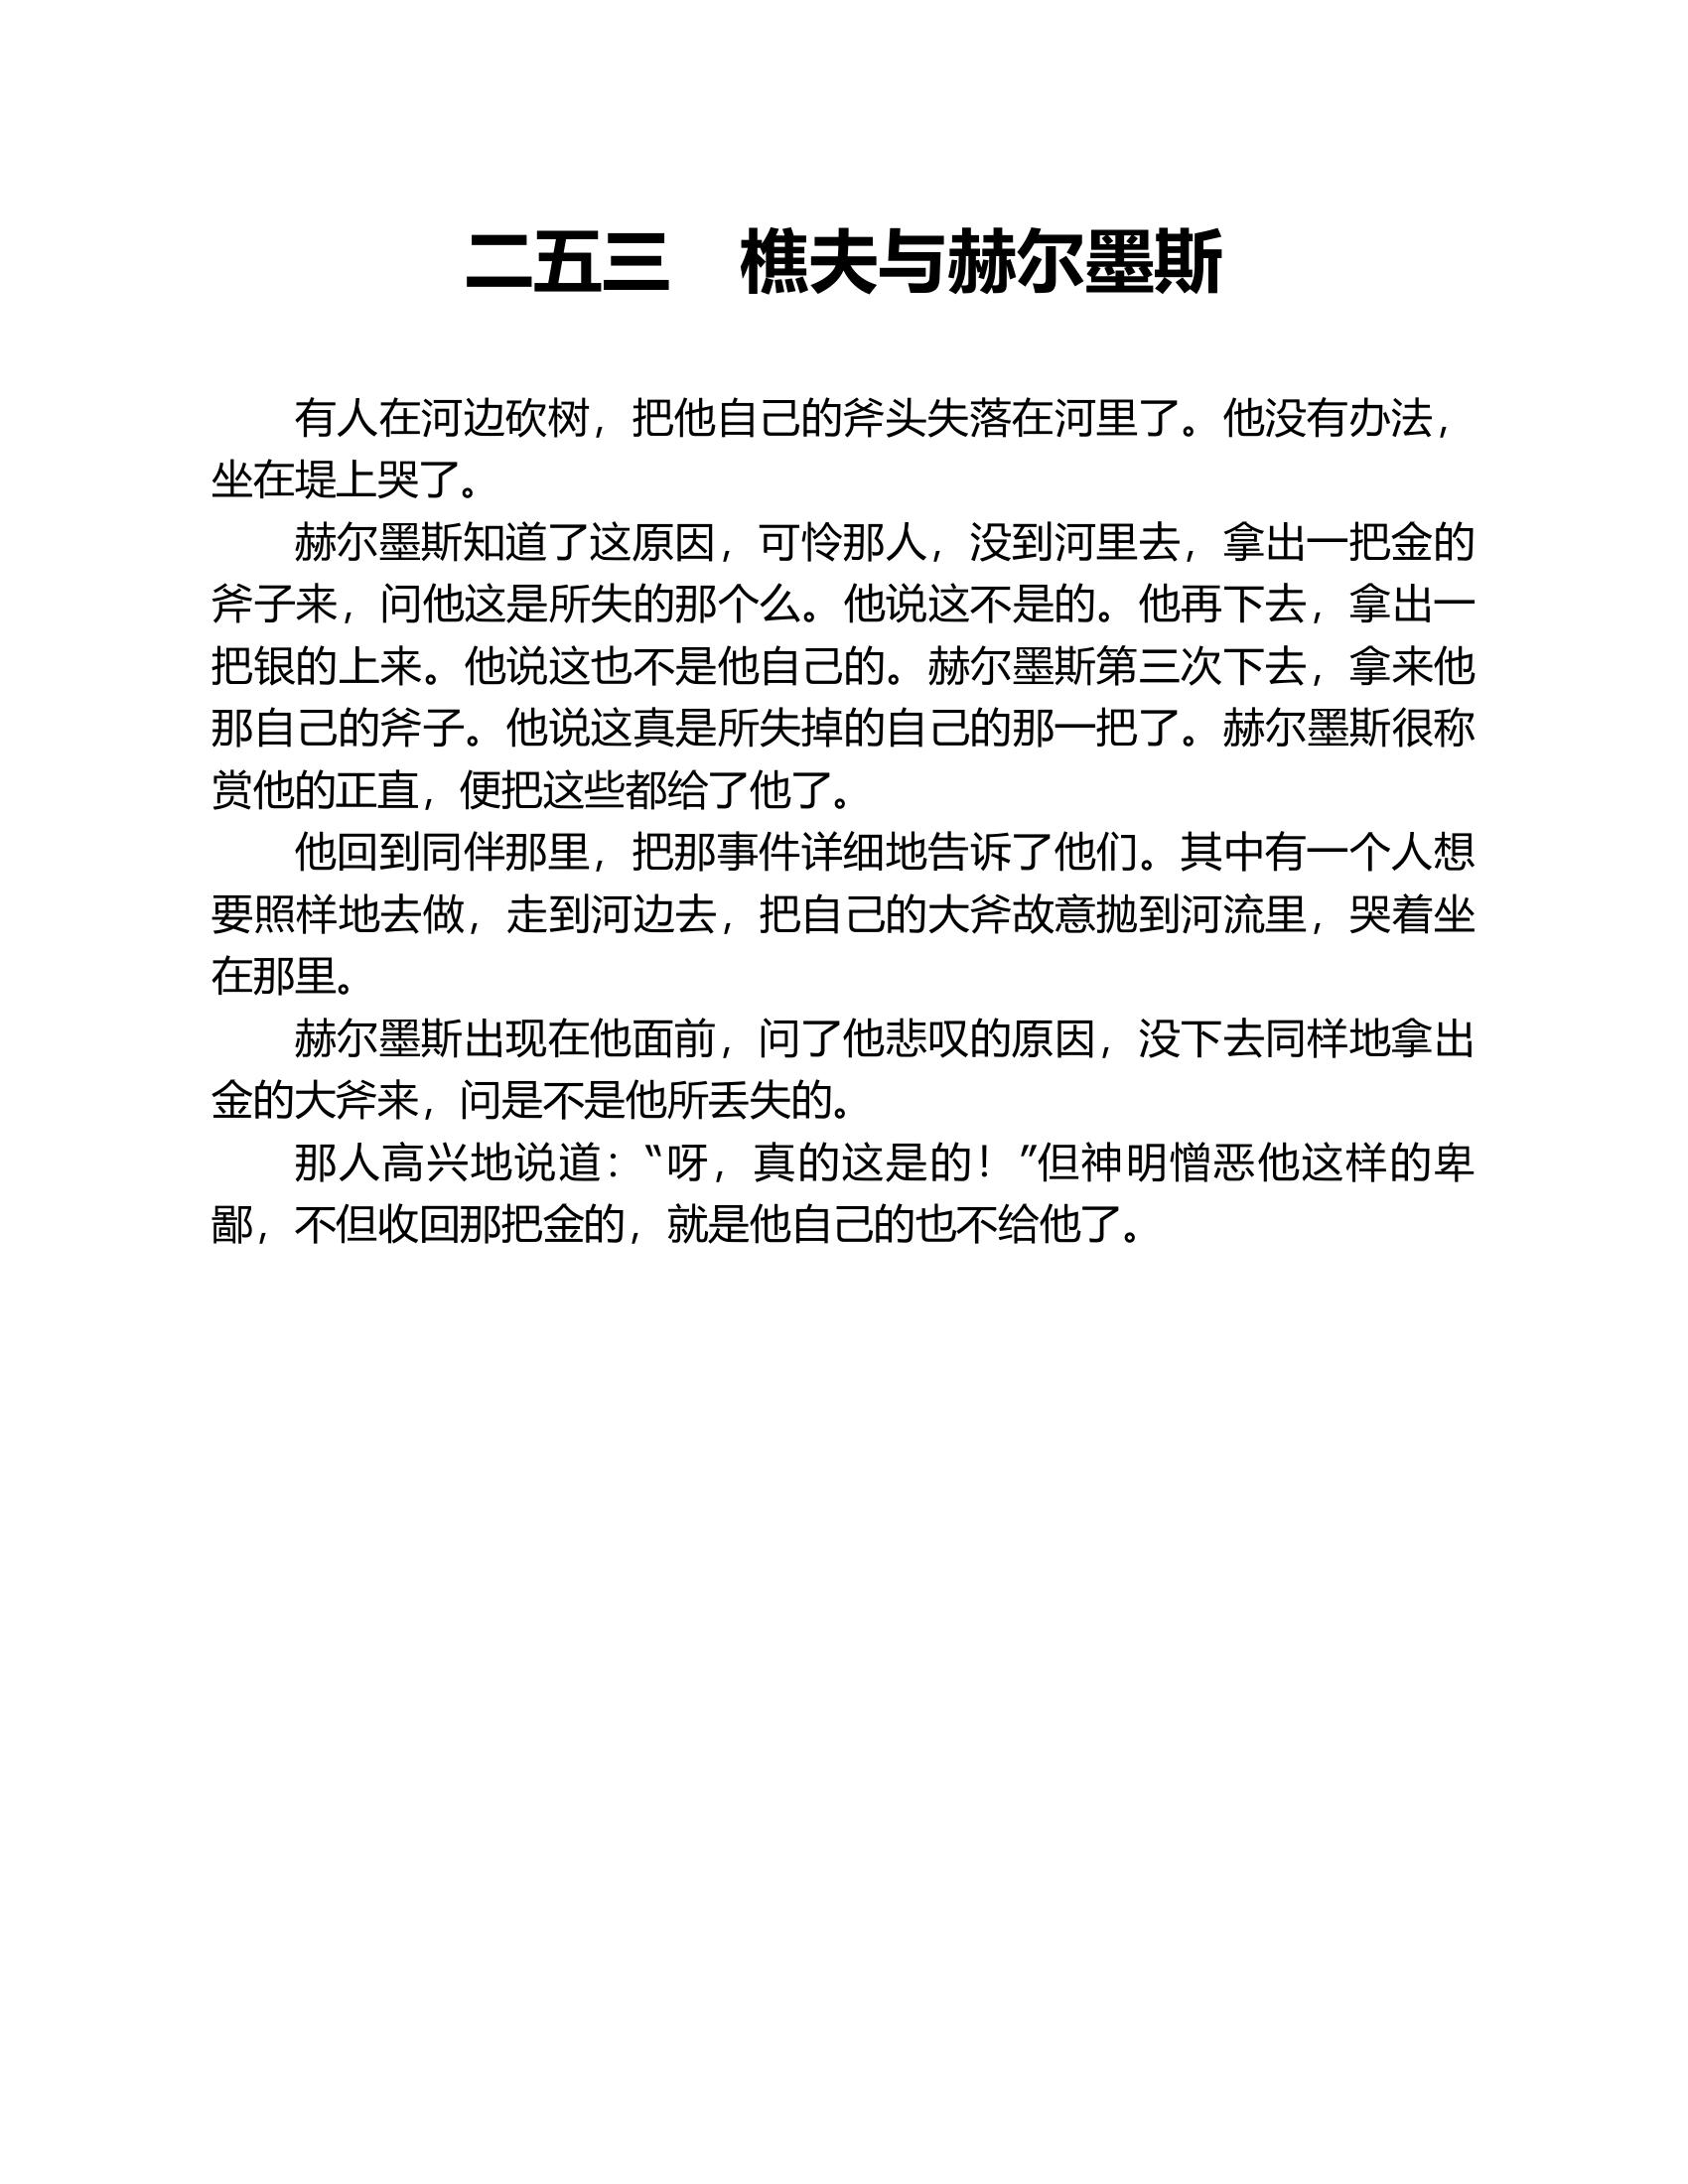 二五三　樵夫与赫尔墨斯
有人在河边砍树，把他自己的斧头失落在河里了。他没有办法，
坐在堤上哭了。
赫尔墨斯知道了这原因，可怜那人，没到河里去，拿出一把金的
斧子来，问他这是所失的那个么。他说这不是的。他再下去，拿出一
把银的上来。他说这也不是他自己的。赫尔墨斯第三次下去，拿来他
那自己的斧子。他说这真是所失掉的自己的那一把了。赫尔墨斯很称
赏他的正直，便把这些都给了他了。
他回到同伴那里，把那事件详细地告诉了他们。其中有一个人想
要照样地去做，走到河边去，把自己的大斧故意抛到河流里，哭着坐
在那里。
赫尔墨斯出现在他面前，问了他悲叹的原因，没下去同样地拿出
金的大斧来，问是不是他所丢失的。
那人高兴地说道：“呀，真的这是的！”但神明憎恶他这样的卑
鄙，不但收回那把金的，就是他自己的也不给他了。